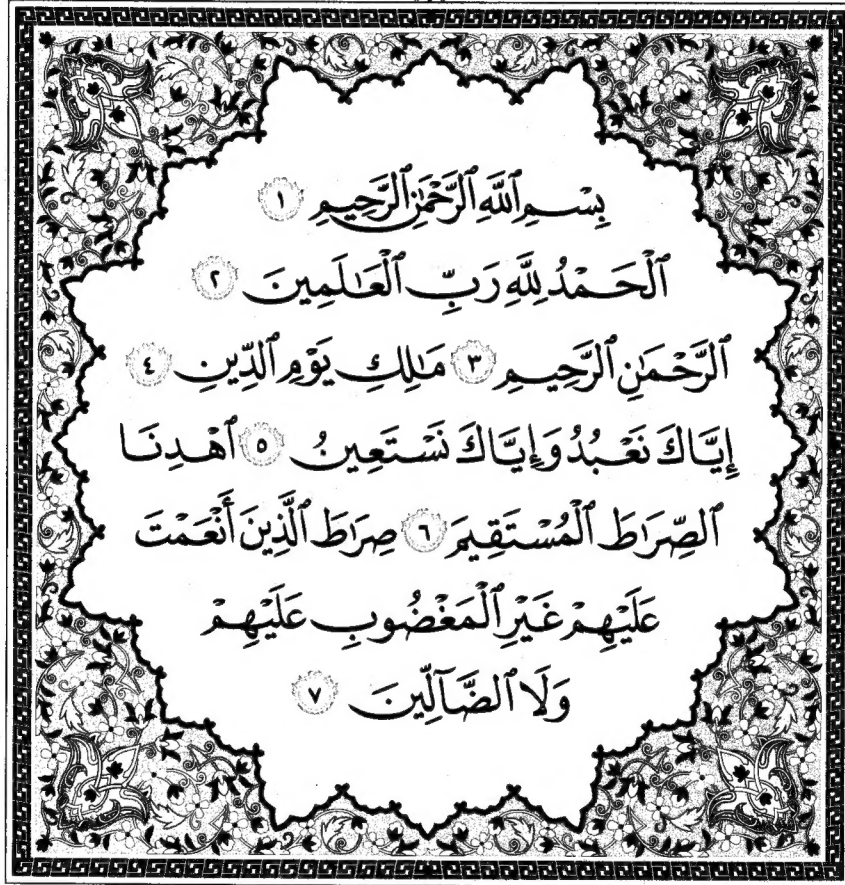 بِسْمِ ٱللَّهِ ٱلرَّحْمَٰنِ ٱلرَّحِيمِ ١
ٱلْحَمْدُ لِلَّهِ رَبِّ ٱلْعَٰلَمِينَ ٢
ٱلرَّحْمَٰنِ ٱلرَّحِيمِ ٣ مَٰلِكِ يَوْمِ ٱلدِّينِ ٤
إِيَّاكَ نَعْبُدُ وَإِيَّاكَ نَسْتَعِينُ ٥ ٱهْدِنَا
ٱلصِّرَٰطَ ٱلْمُسْتَقِيمَ ٦ صِرَٰطَ ٱلَّذِينَ أَنْعَمْتَ
عَلَيْهِمْ غَيْرِ ٱلْمَغْضُوبِ عَلَيْهِمْ
وَلَا ٱلضَّآلِّينَ ٧